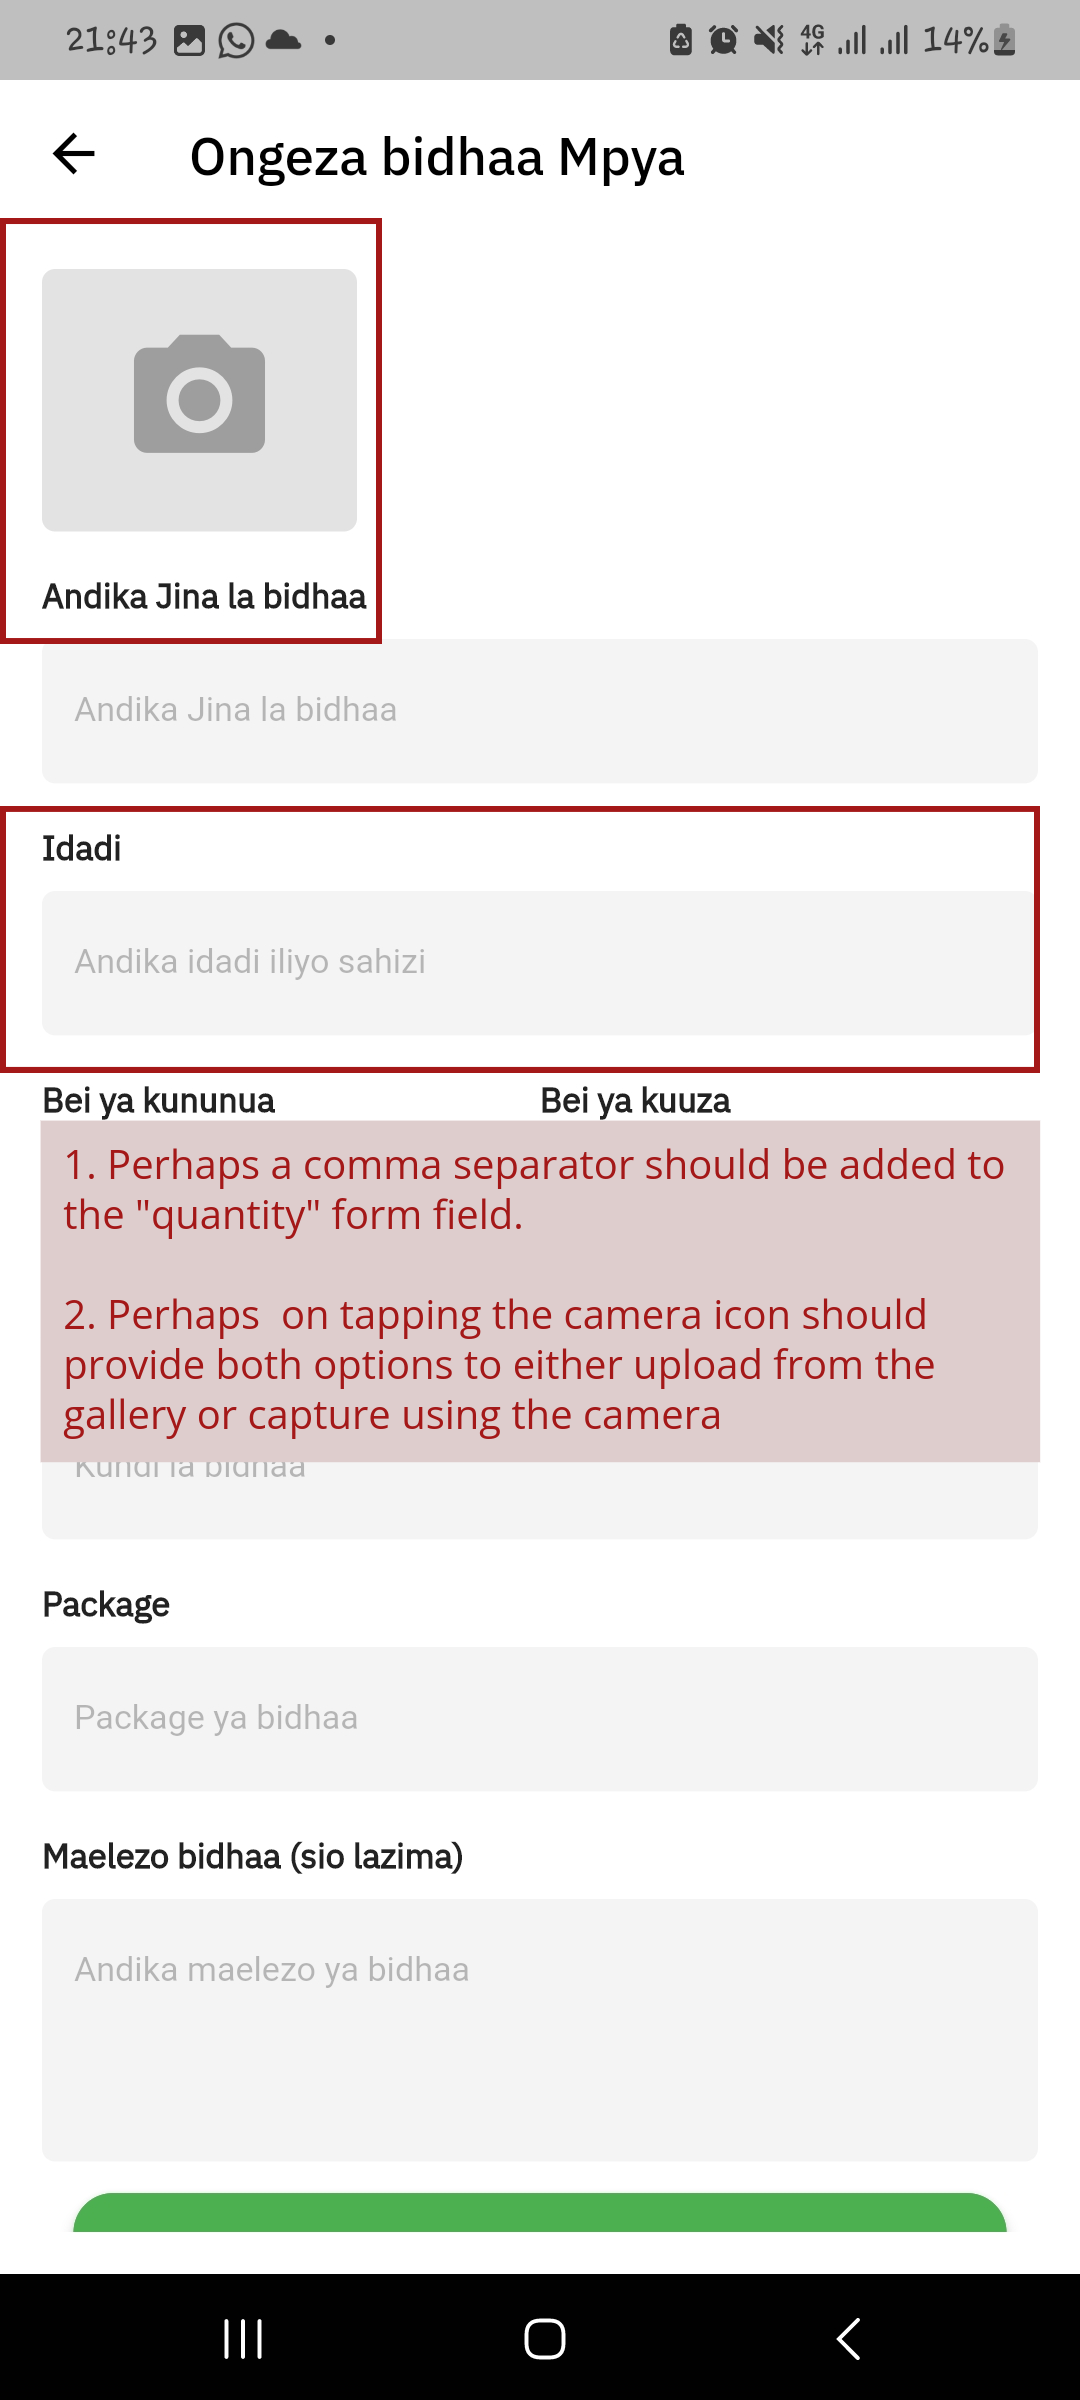 21:43
4G
14%
Ongeza bidhaa Mpya
Andika Jina la bidhaa
Andika Jina la bidhaa
Idadi
Andika idadi iliyo sahizi
Bei ya kununua Bei ya kuuza
1. Perhaps a comma separator should be added to
the "quantity" form field.
2. Perhaps  on tapping the camera icon should
provide both options to either upload from the
gallery or capture using the camera
Kundi la bidhaa
Package
Package ya bidhaa
Maelezo bidhaa (sio lazima)
Andika maelezo ya bidhaa